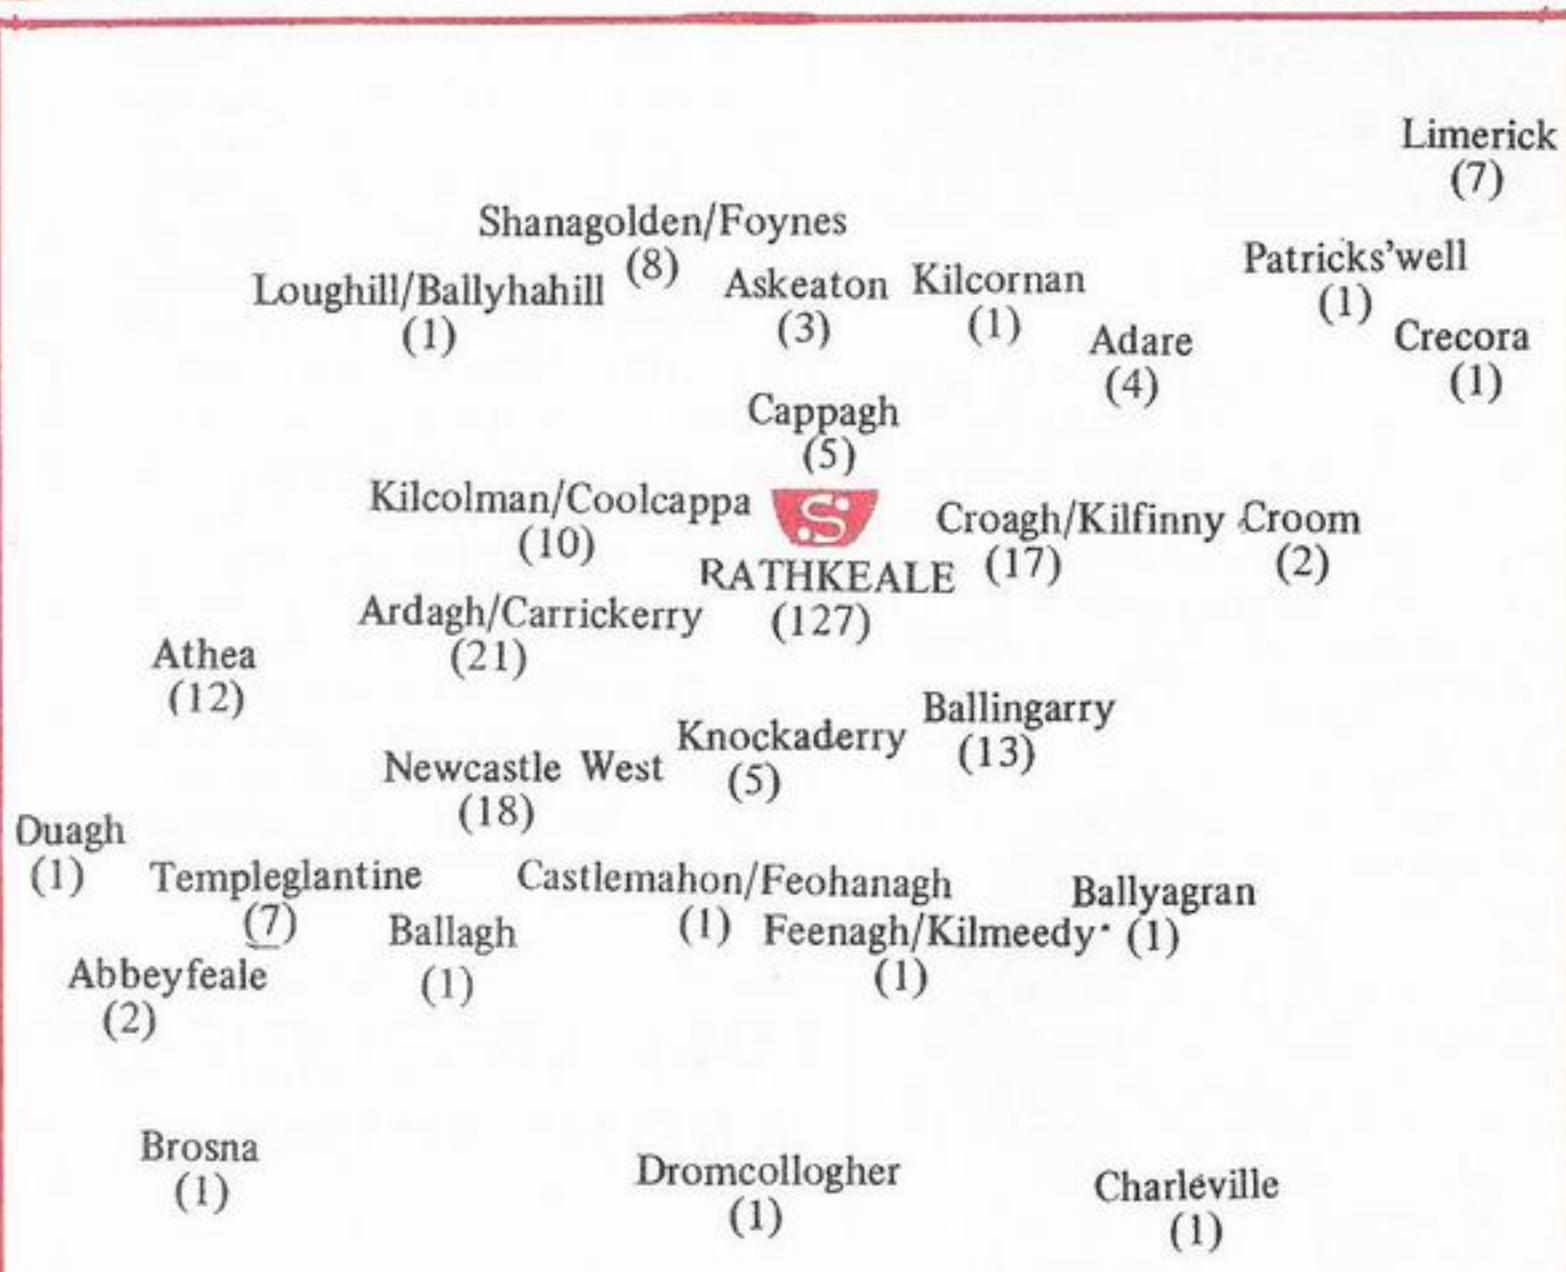 Limerick
(7)
Shanagolden/Foynes
(8)
Patricks'well
(1)
Loughill/Ballyhahill
(1)
Askeaton
(3)
Kilcornan
(1)
Adare
(4)
Crecora
(1)
Cappagh
(5)
Kilcolman/Coolcappa
(10)
S
Croagh/Kilfinny
(17)
Croom
(2)
RATHKEALE
(127)
Ardagh/Carrickerry
(21)
Athea
(12)
Ballingarry
(13)
Knockaderry
(5)
Newcastle West
(18)
Duagh
(1)
Templeglantine
(7)
Castlemahon/Feohanagh
(1)
Ballyagran
(1)
Ballagh
(1)
Feenagh/Kilmeedy
(1)
Abbeyfeale
(2)
Brosna
(1)
Dromcollogher
(1)
Charleville
(1)